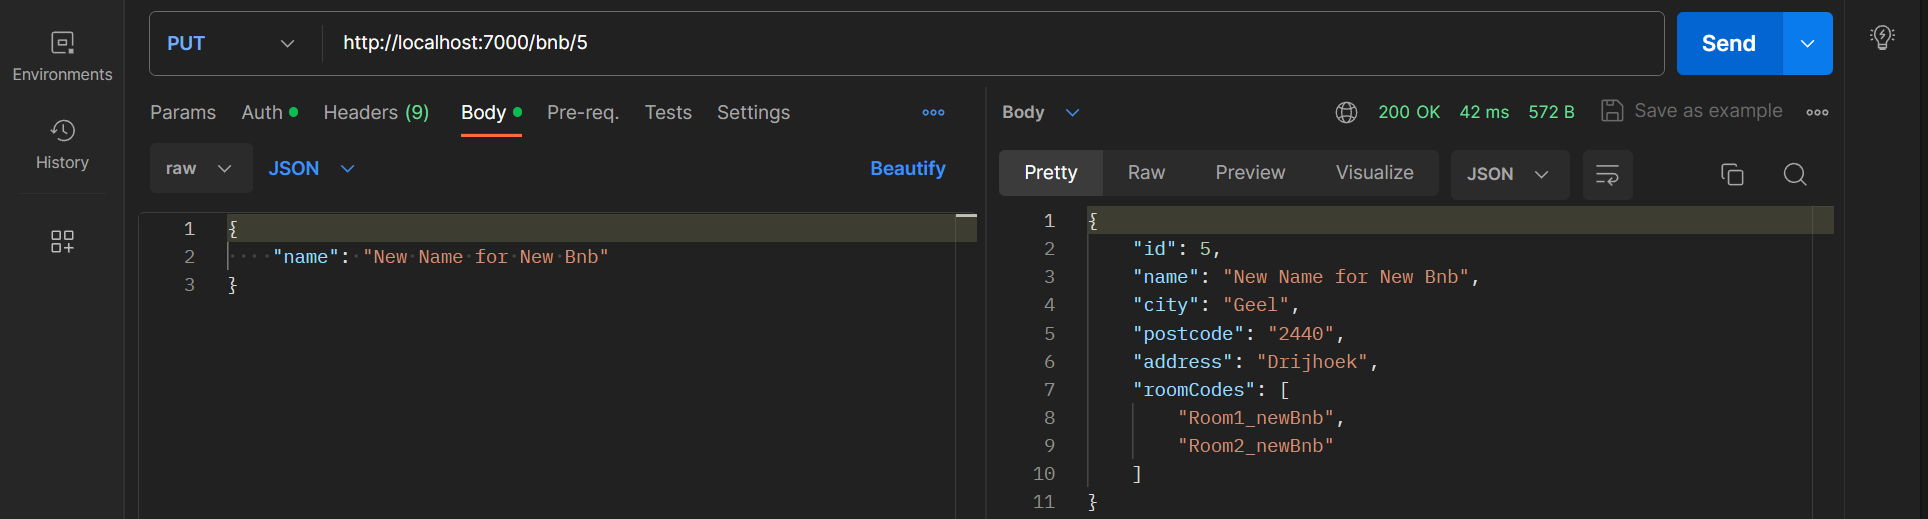 Environments
History
PUT
http://localhost:7000/bnb/5
Send
Params Auth Headers (9) Body Pre-req. Tests Settings
raw JSON Beautify
1 {
2 "name": "New Name for New Bnb"
3 }
Body 200 OK 42 ms 572 B Save as example
Pretty Raw Preview Visualize JSON
1 {
2 "id": 5,
3 "name": "New Name for New Bnb",
4 "city": "Geel",
5 "postcode": "2440",
6 "address": "Drijhoek",
7 "roomCodes": [
8 "Room1_newBnb",
9 "Room2_newBnb"
10 ]
11 }